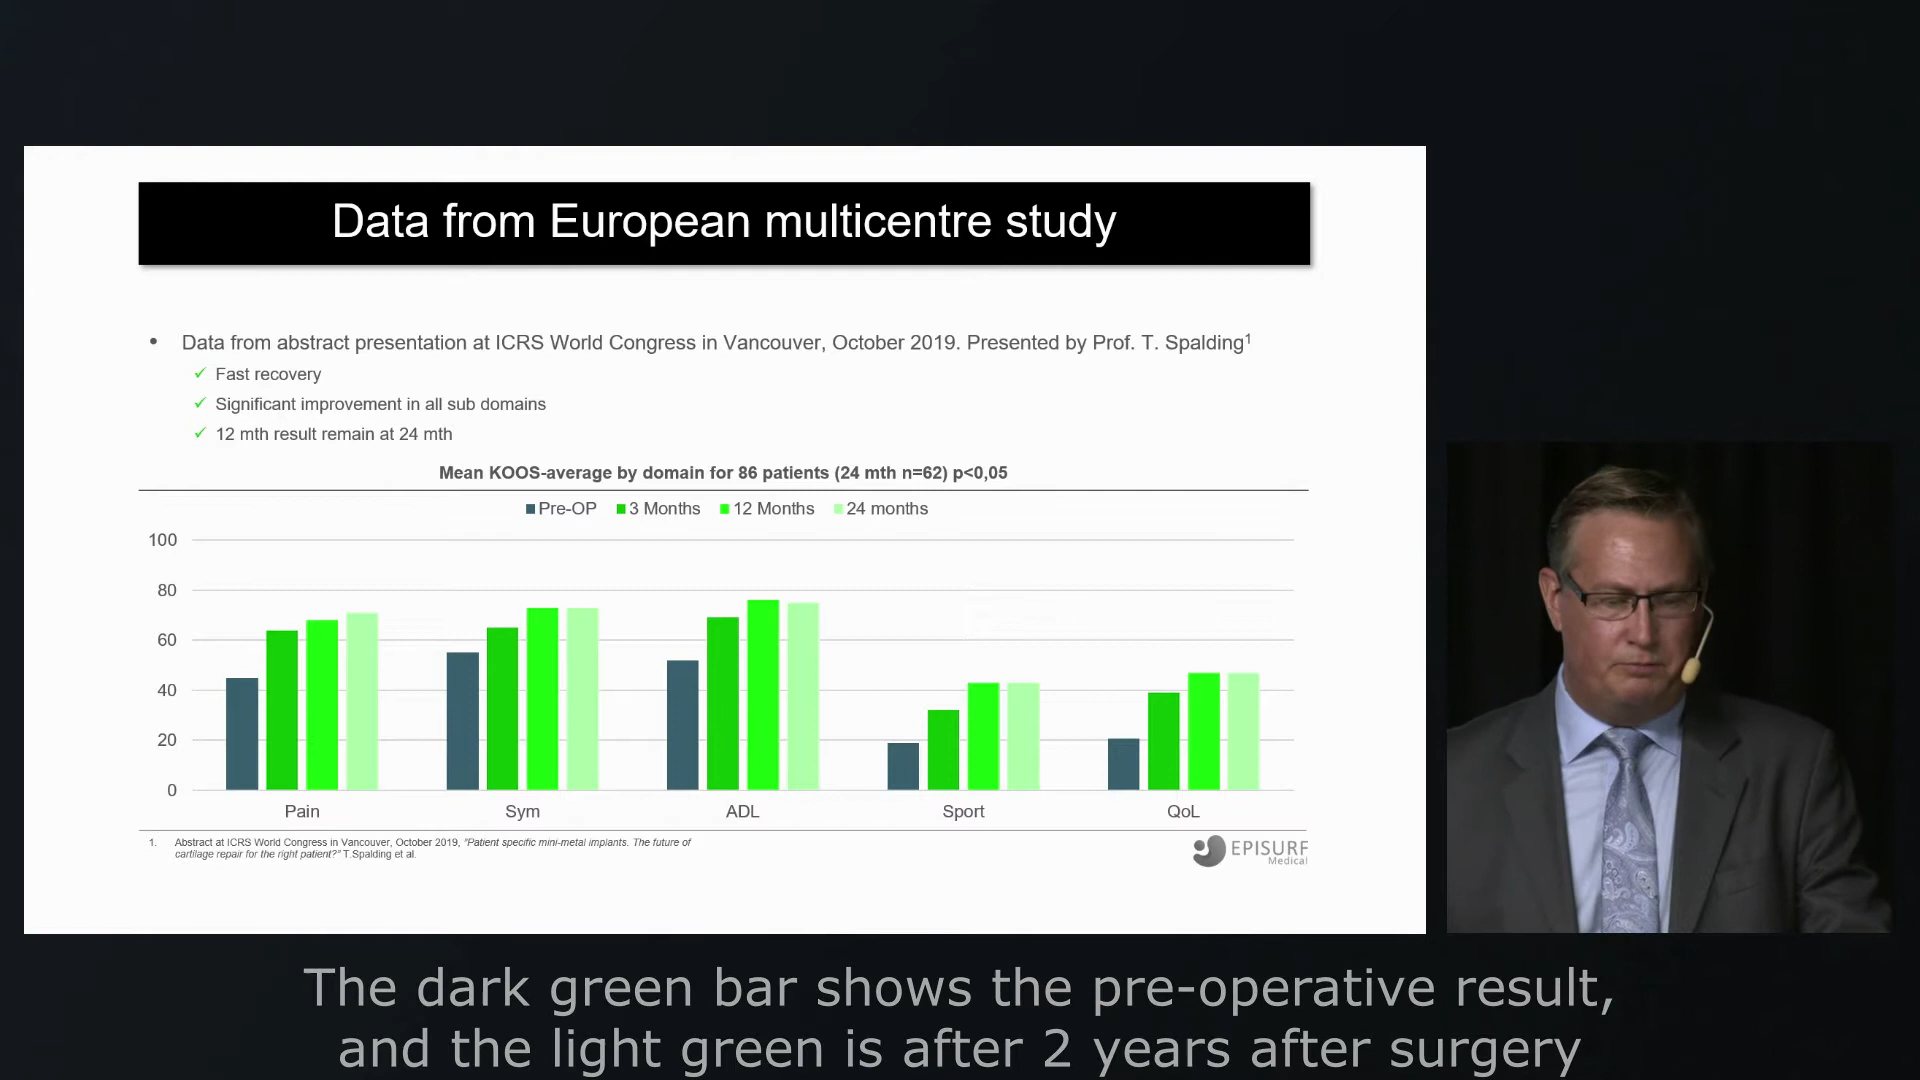 Data from European multicentre study
• Data from abstract presentation at ICRS World Congress in Vancouver, October 2019. Presented by Prof. T. Spalding1
✓ Fast recovery
✓ Significant improvement in all sub domains
✓ 12 mth result remain at 24 mth
Mean KOOS-average by domain for 86 patients (24 mth n=62) p<0,05
Pre-OP 3 Months 12 Months 24 months
100
80
60
40
20
0
Pain Sym ADL Sport QoL
1. Abstract at ICRS World Congress in Vancouver, October 2019, "Patient specific mini-metal implants. The future of
cartilage repair for the right patient?" T.Spalding et al.
EPISURF
Medical
The dark green bar shows the pre-operative result,
and the light green is after 2 years after surgery